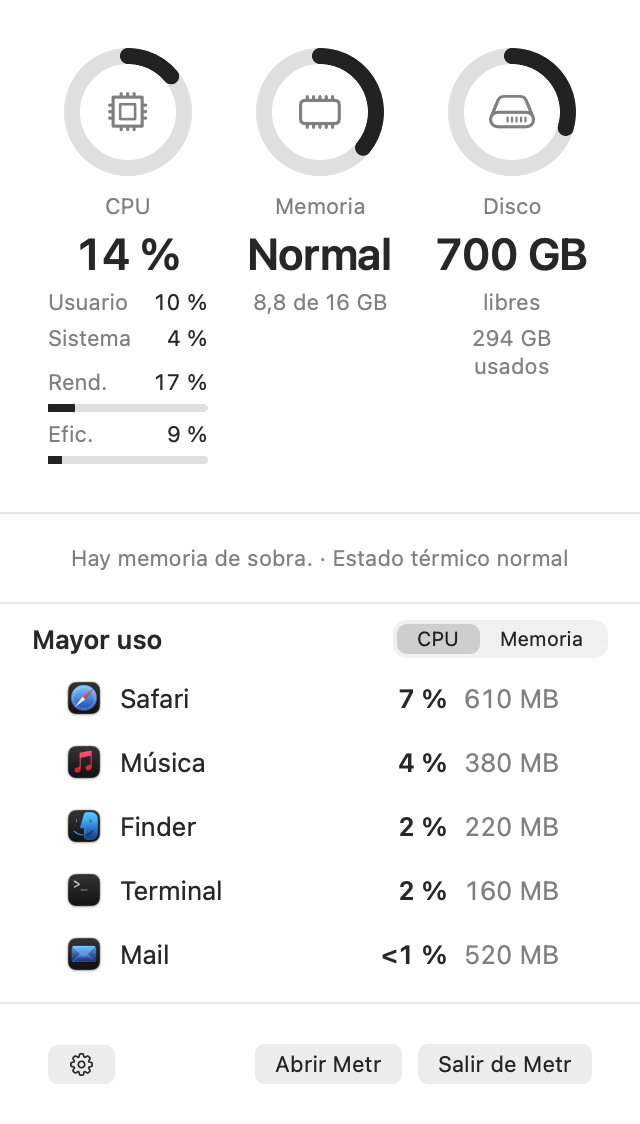 CPU
14 %
Usuario 10 %
Sistema 4 %
Rend. 17 %
Efic. 9 %
Memoria
Normal
8,8 de 16 GB
Disco
700 GB
libres
294 GB
usados
Hay memoria de sobra. · Estado térmico normal
Mayor uso
CPU Memoria
Safari 7 % 610 MB
Música 4 % 380 MB
Finder 2 % 220 MB
Terminal 2 % 160 MB
Mail <1 % 520 MB
Abrir Metr Salir de Metr